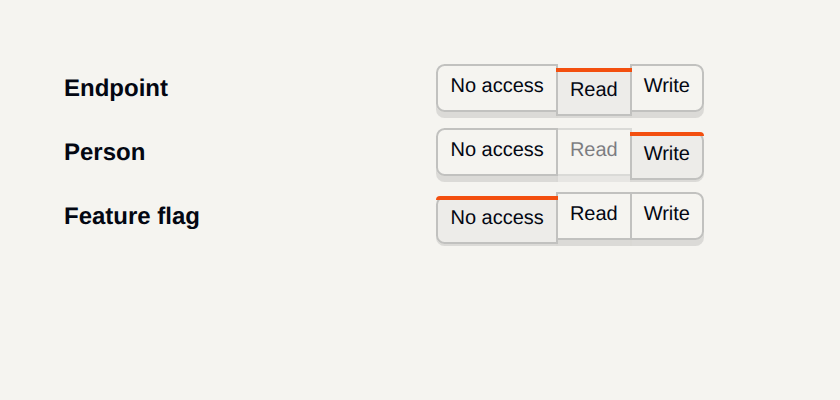 Endpoint No access Read Write
Person No access Read Write
Feature flag No access Read Write